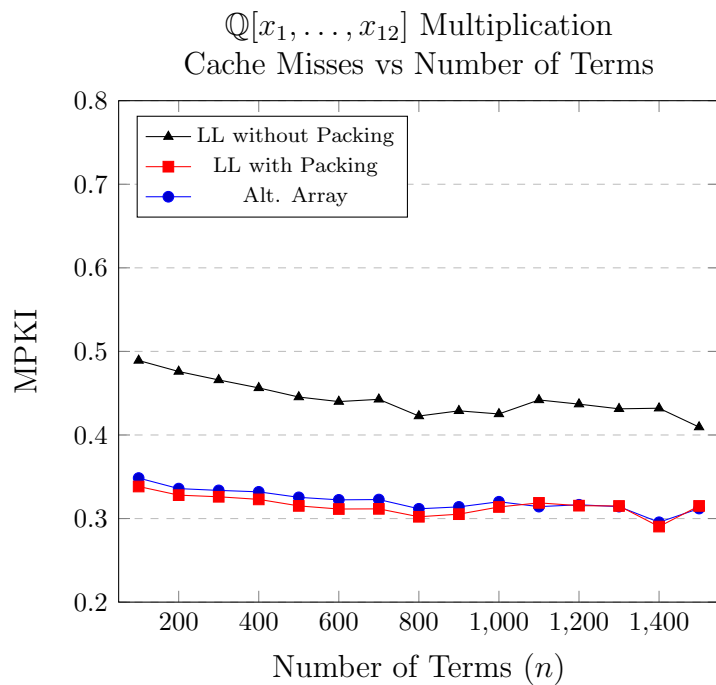 ℚ[x₁, . . . , x₁₂] Multiplication
Cache Misses vs Number of Terms
LL without Packing
LL with Packing
Alt. Array
MPKI
0.8
0.7
0.6
0.5
0.4
0.3
0.2
200 400 600 800 1,000 1,200 1,400
Number of Terms (n)